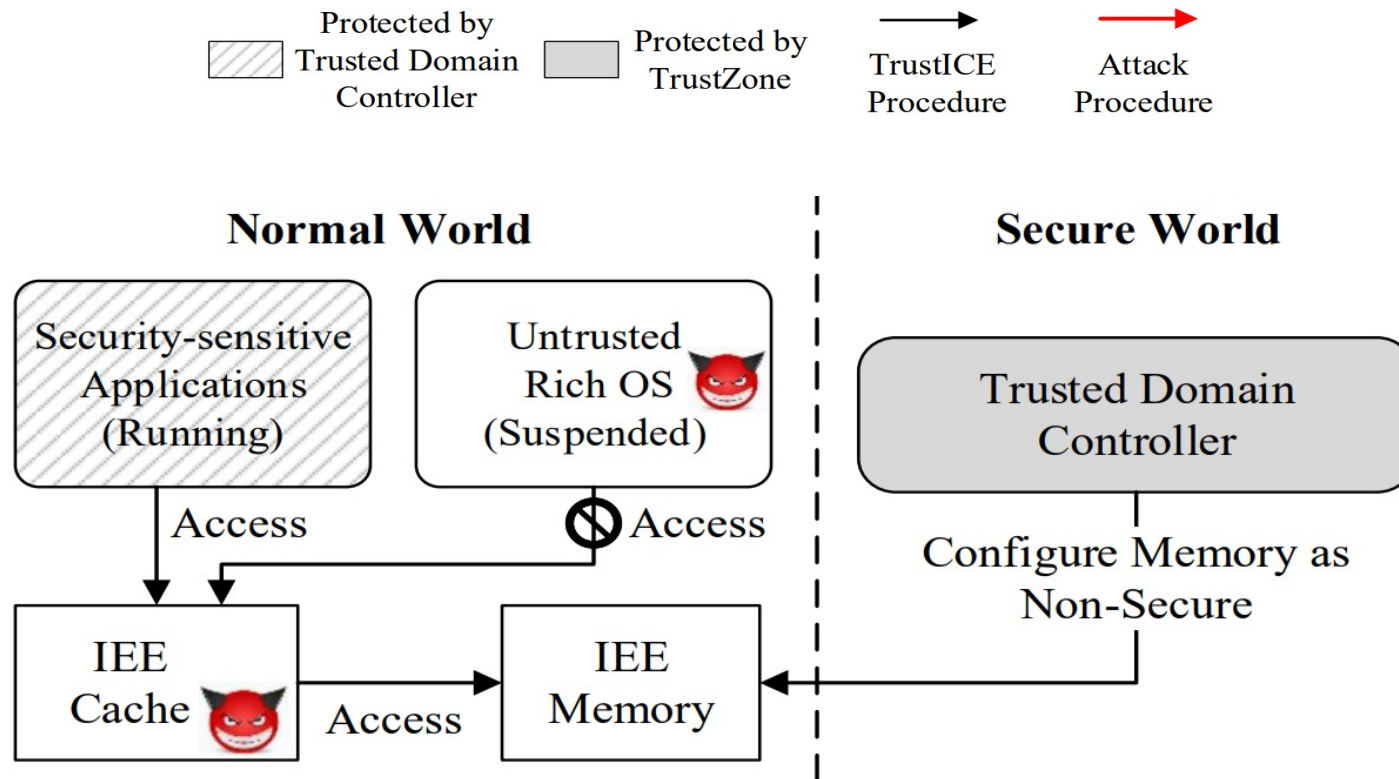 Protected by
Trusted Domain
Controller
Protected by
TrustZone
TrustICE
Procedure
Attack
Procedure
Normal World
Secure World
Security-sensitive
Applications
(Running)
Untrusted
Rich OS
(Suspended)
Trusted Domain
Controller
Access
Access
Configure Memory as
Non-Secure
IEE
Cache
Access
IEE
Memory